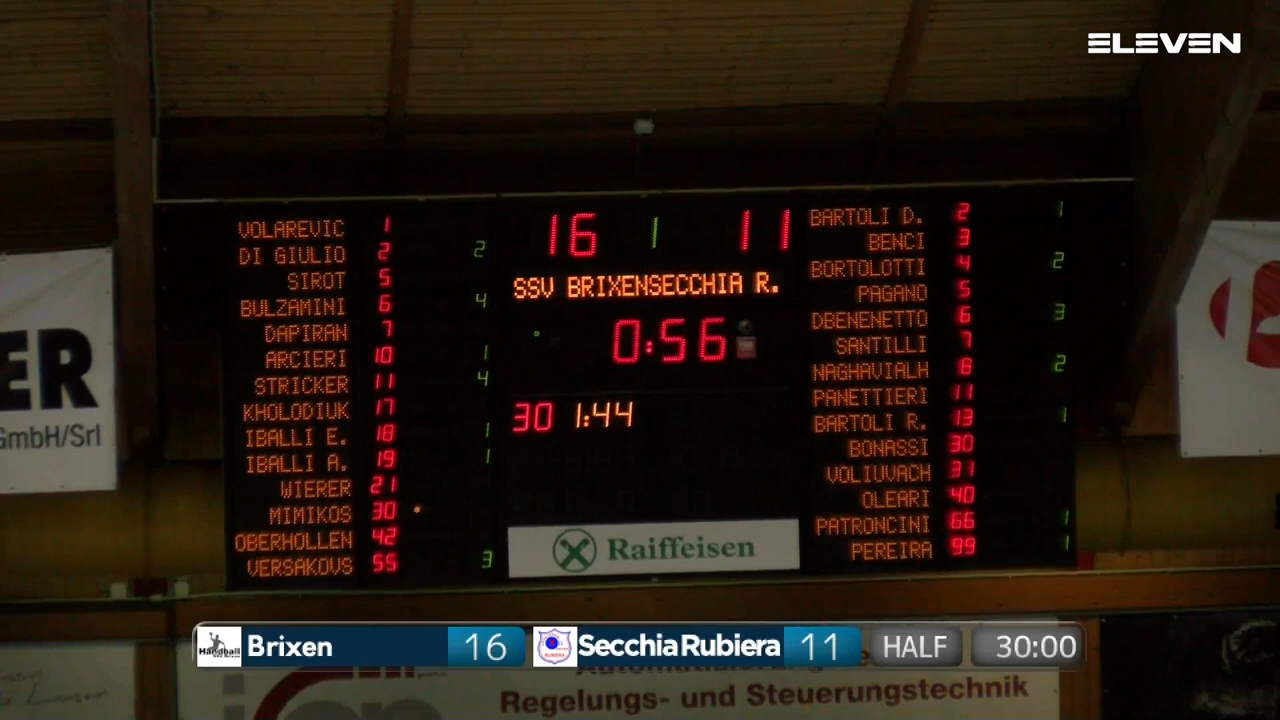 ELEVEN
16 1 11
SSV BRIXENSECCHIA R.
0:56
30 1:44
VOLAREVIC 1
DI GIULIO 2 2
SIROT 5
BULZAMINI 6 4
DAPIRAN 7
ARCIERI 10 1
STRICKER 11 4
KHOLODIUK 17
IBALLI E. 18 1
IBALLI A. 19 1
WIERER 21
MIMIKOS 30
OBERHOLLEN 42
VERSAKOVS 55 3
BARTOLI D. 2 1
BENCI 3
BORTOLOTTI 4 2
PAGANO 5
DBENENETTO 6 3
SANTILLI 7
NAGHAVIALH 8 2
PANETTIERI 11
BARTOLI R. 13 1
BONASSI 30
VOLIUVACH 31
OLEARI 40
PATRONCINI 66 1
PEREIRA 99 1
Raiffeisen
ER
GmbH/Srl
Brixen 16 Secchia Rubiera 11 HALF 30:00
Regelungs- und Steuerungstechnik